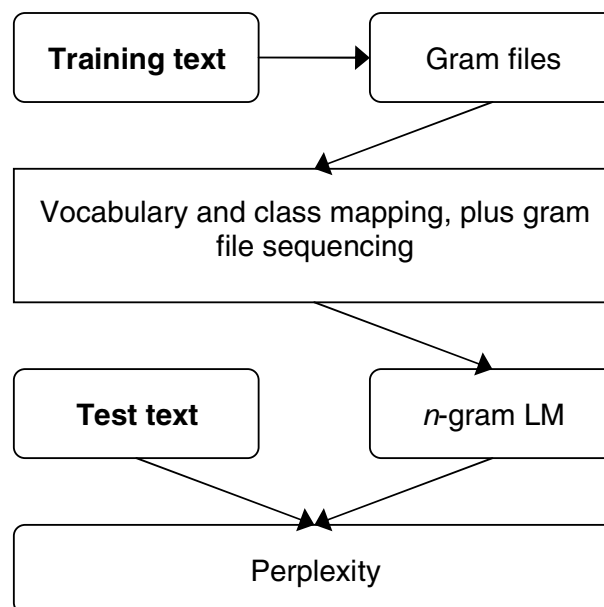 Training text
Gram files
Vocabulary and class mapping, plus gram
file sequencing
Test text
n-gram LM
Perplexity